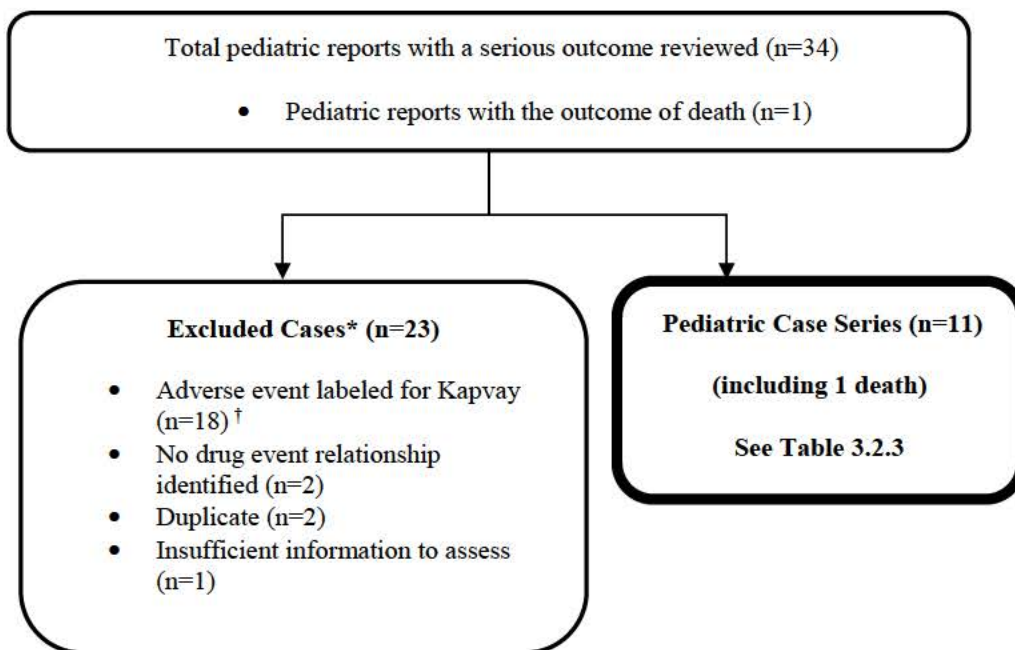 Total pediatric reports with a serious outcome reviewed (n=34)
• Pediatric reports with the outcome of death (n=1)
Excluded Cases* (n=23)
• Adverse event labeled for Kapvay
(n=18) †
• No drug event relationship
identified (n=2)
• Duplicate (n=2)
• Insufficient information to assess
(n=1)
Pediatric Case Series (n=11)
(including 1 death)
See Table 3.2.3